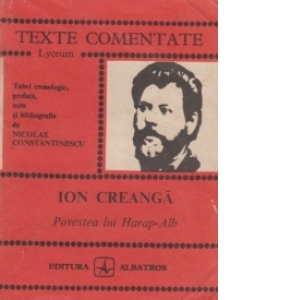 TEXTE COMENTATE
Lyceum
Tabel cronologic,
prefață,
note
și bibliografie
de
NICOLAE
CONSTANTINESCU
ION CREANGĂ
Povestea lui Harap-Alb
EDITURA ALBATROS